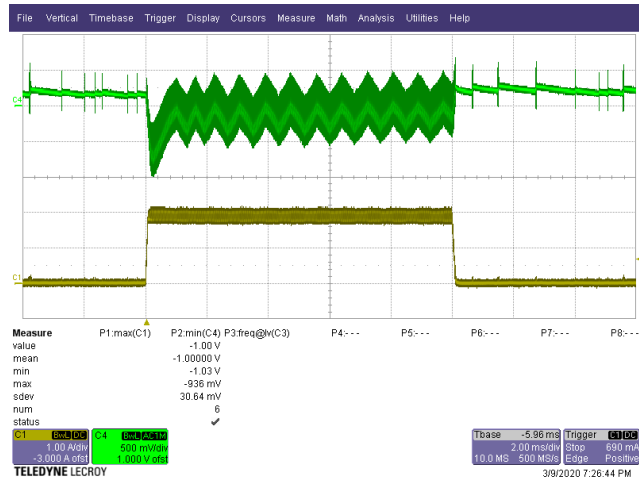 File Vertical Timebase Trigger Display Cursors Measure Math Analysis Utilities Help
C4
C1
Measure P1:max(C1) P2:min(C4) P3:freq@lv(C3) P4:- - - P5:- - - P6:- - - P7:- - - P8:- - -
value -1.00 V
mean -1.00000 V
min -1.03 V
max -936 mV
sdev 30.64 mV
num 6
status ✓
C1 BwL DC C4 BwL AC1M Tbase -5.96 ms Trigger C1 DC
1.00 A/div 500 mV/div 2.00 ms/div Stop 690 mA
-3.000 A ofst 1.000 V ofst 10.0 MS 500 MS/s Edge Positive
TELEDYNE LECROY 3/9/2020 7:26:44 PM